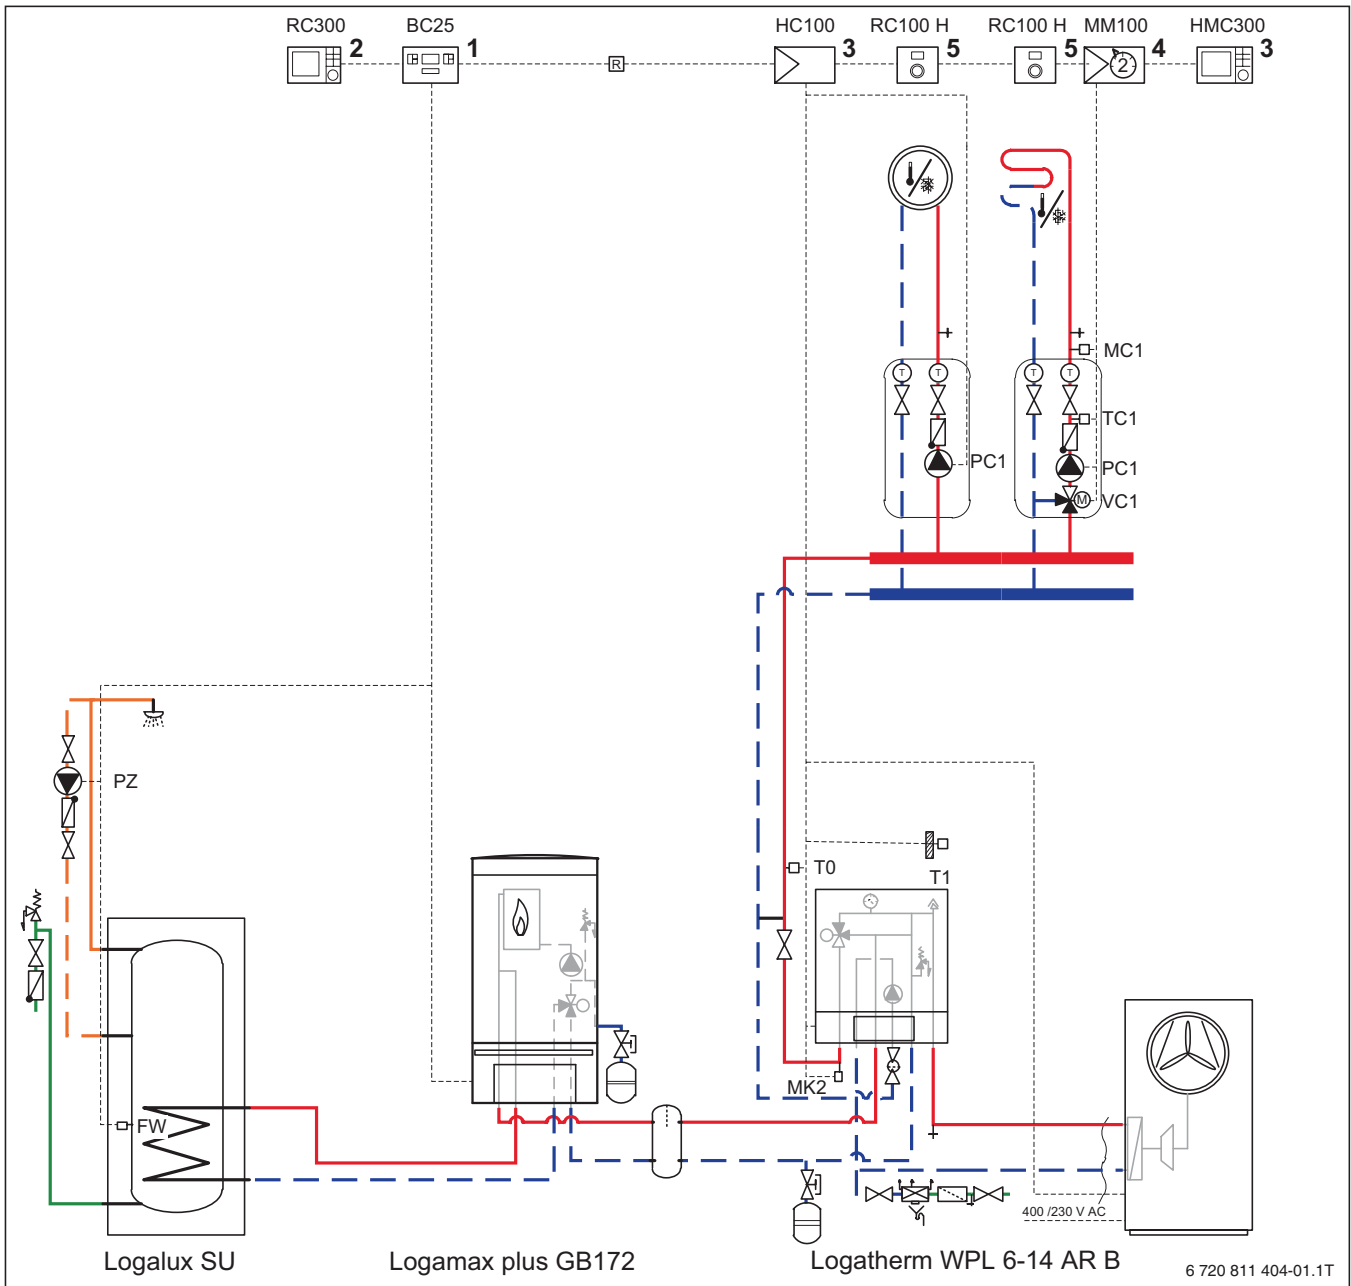 RC300 BC25 HC100 RC100 H RC100 H MM100 HMC300
2 1 R 3 5 5 2 4 3
MC1
T T T T
TC1
PC1 PC1
M VC1
PZ
T0 T1
MK2
FW
400 /230 V AC
Logalux SU Logamax plus GB172 Logatherm WPL 6-14 AR B
6 720 811 404-01.1T